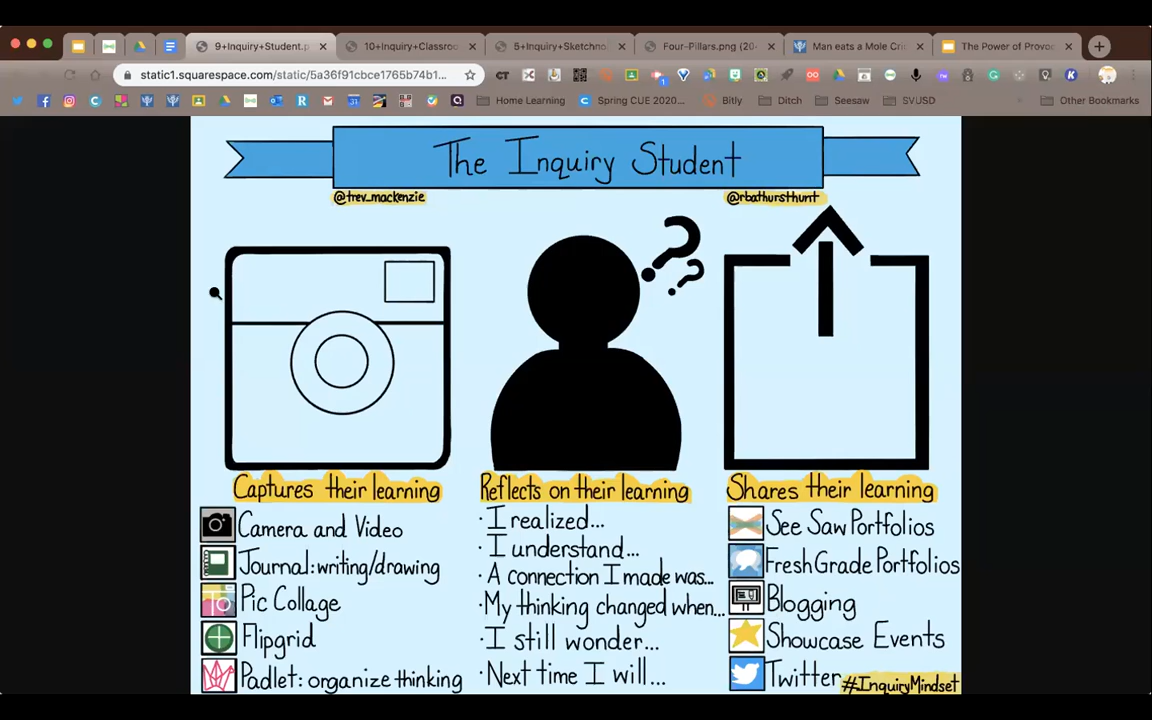 9+Inquiry+Student.p
10+Inquiry+Classroo
5+Inquiry+Sketchno
Four-Pillars.png (20
Man eats a Mole Cri
The Power of Provoc
static1.squarespace.com/static/5a36f91cbce1765b74b1...
Home Learning
Spring CUE 2020...
Bitly
Ditch
Seesaw
SVUSD
Other Bookmarks
The Inquiry Student
@trev_mackenzie
@rbathursthunt
Captures their learning
Camera and Video
Journal: writing/drawing
Pic Collage
Flipgrid
Padlet: organize thinking
Reflects on their learning
· I realized...
· I understand...
· A connection I made was...
· My thinking changed when...
· I still wonder...
· Next time I will...
Shares their learning
See Saw Portfolios
FreshGrade Portfolios
Blogging
Showcase Events
Twitter
#InquiryMindset